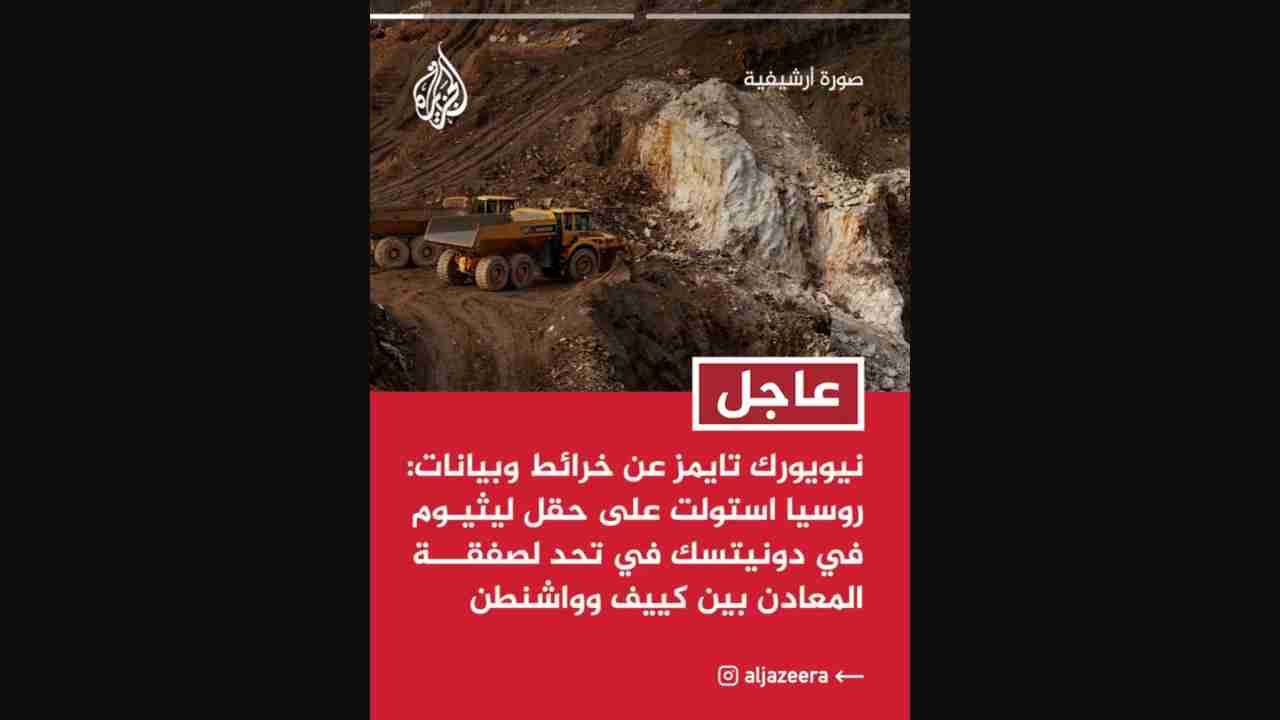 صورة أرشيفية
الجزيرة
عاجل
نيويورك تايمز عن خرائط وبيانات:
روسيا استولت على حقل ليثيوم
في دونيتسك في تحد لصفقة
المعادن بين كييف وواشنطن
aljazeera